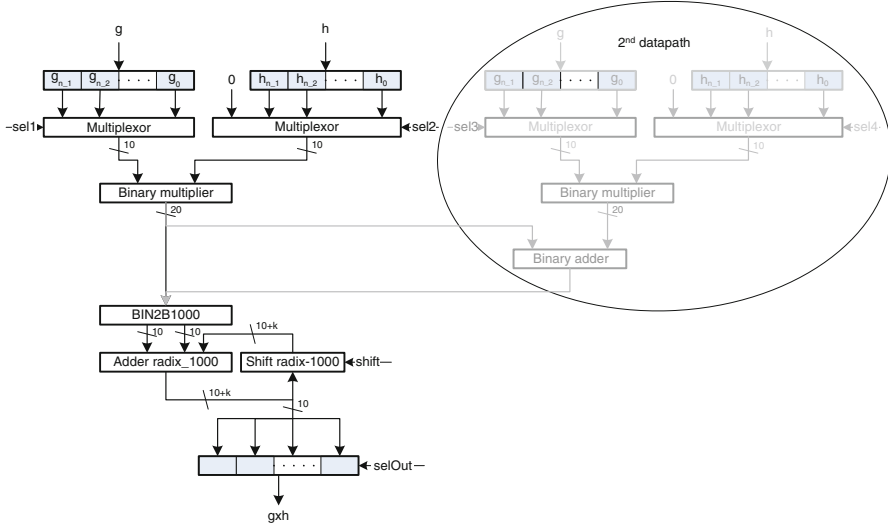 g
h
2nd datapath
g
h
gn_1 gn_2 · · · · g0
0
hn_1 hn_2 · · · h0
gn_1 gn_2 · · · · g0
0
hn_1 hn_2 · · · h0
sel1
Multiplexor
Multiplexor
sel2
sel3
Multiplexor
Multiplexor
sel4
10
10
10
10
Binary multiplier
Binary multiplier
20
20
Binary adder
BIN2B1000
10
10
10+k
Adder radix_1000
Shift radix-1000
shift
10+k
10
· · · · ·
selOut
gxh